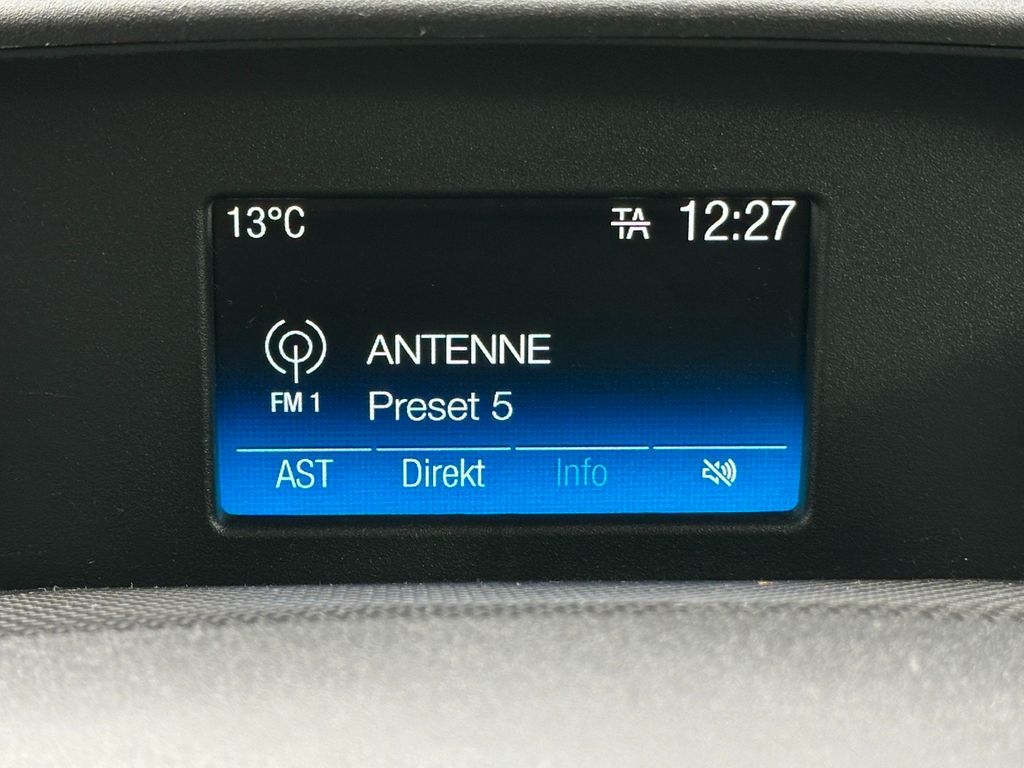 13°C TA 12:27
ANTENNE
FM 1 Preset 5
AST Direkt Info